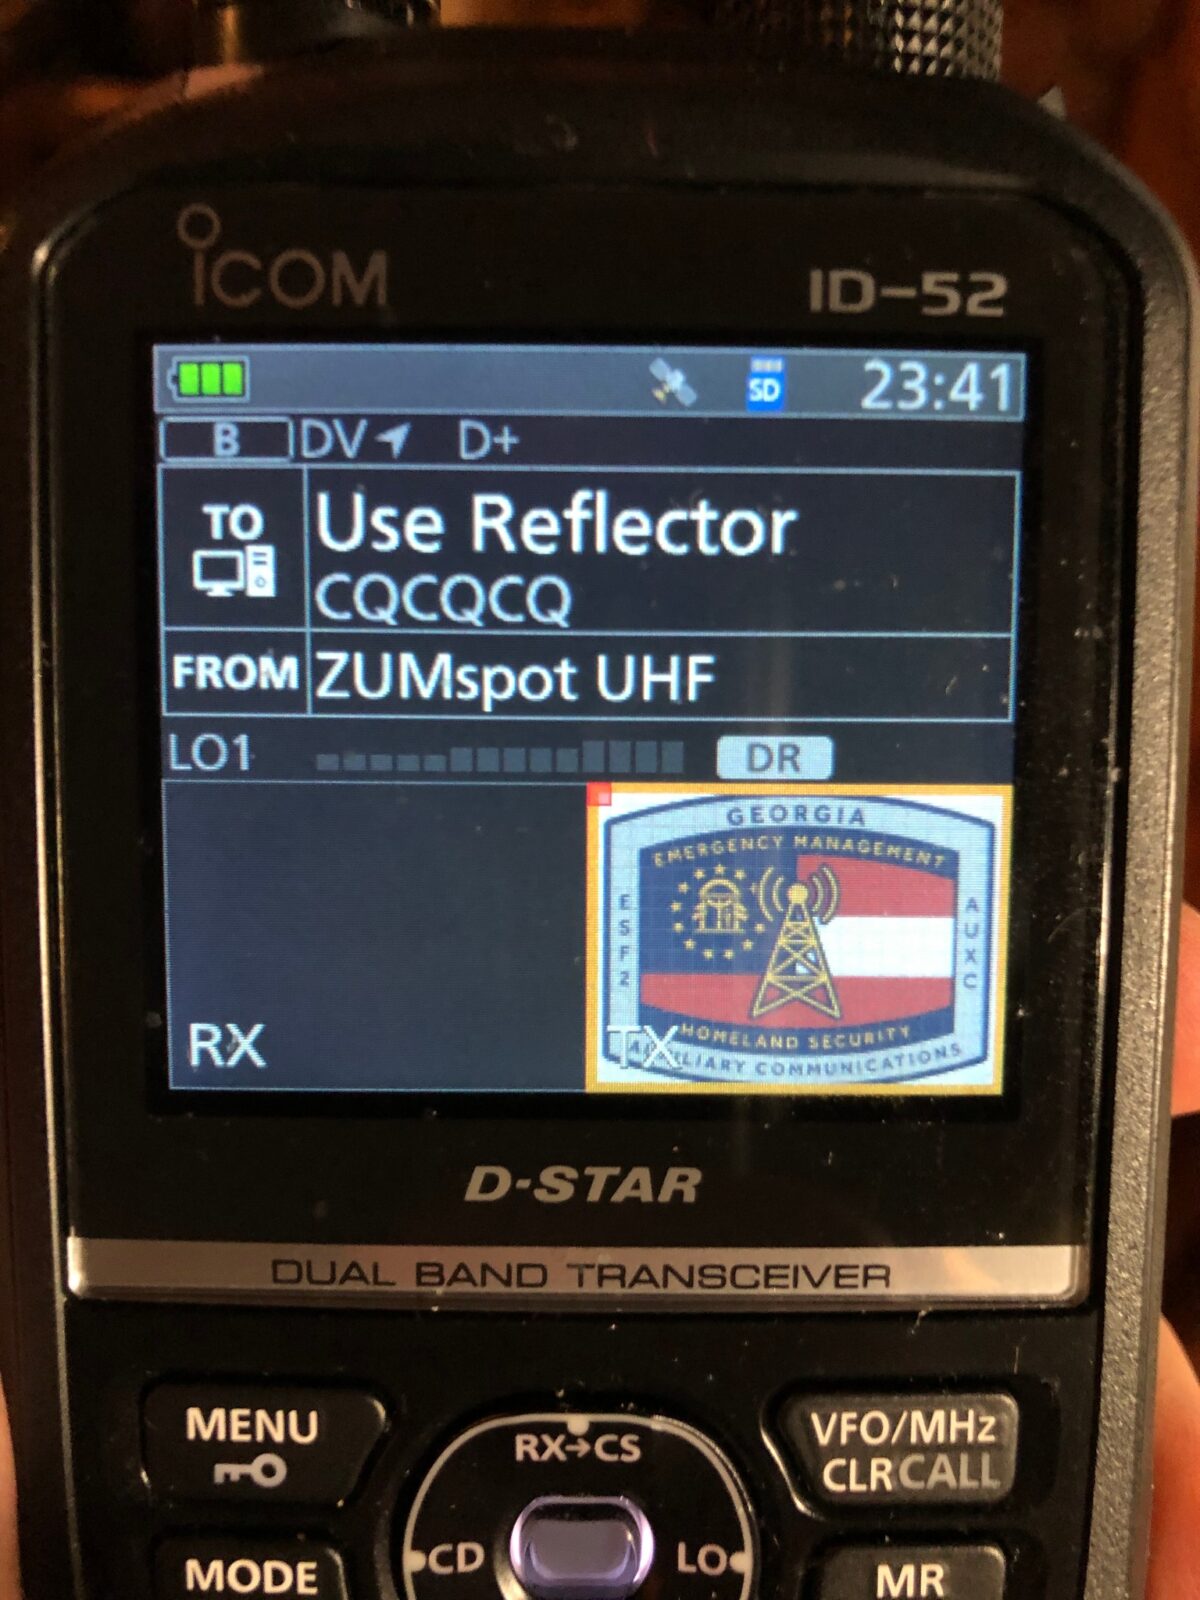 ICOM
ID-52
SD 23:41
B DV D+
TO Use Reflector
CQCQCQ
FROM ZUMspot UHF
LO1 DR
GEORGIA
EMERGENCY MANAGEMENT
ESF2
AUXC
HOMELAND SECURITY
COMMUNICATIONS
RX
TX
D-STAR
DUAL BAND TRANSCEIVER
MENU
RX→CS
VFO/MHz
CLR CALL
CD
LO
MODE
MR